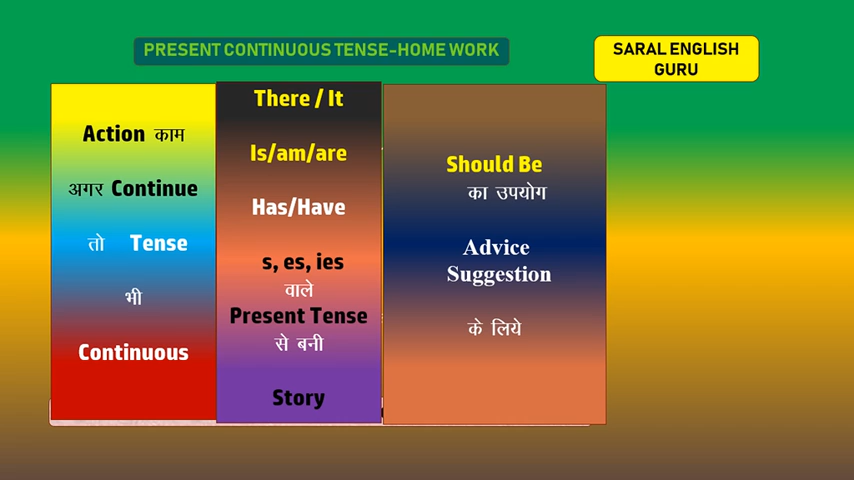 PRESENT CONTINUOUS TENSE-HOME WORK
SARAL ENGLISH
GURU
Action काम
अगर Continue
तो Tense
भी
Continuous
There / It
Is/am/are
Has/Have
s, es, ies
वाले
Present Tense
से बनी
Story
Should Be
का उपयोग
Advice
Suggestion
के लिये